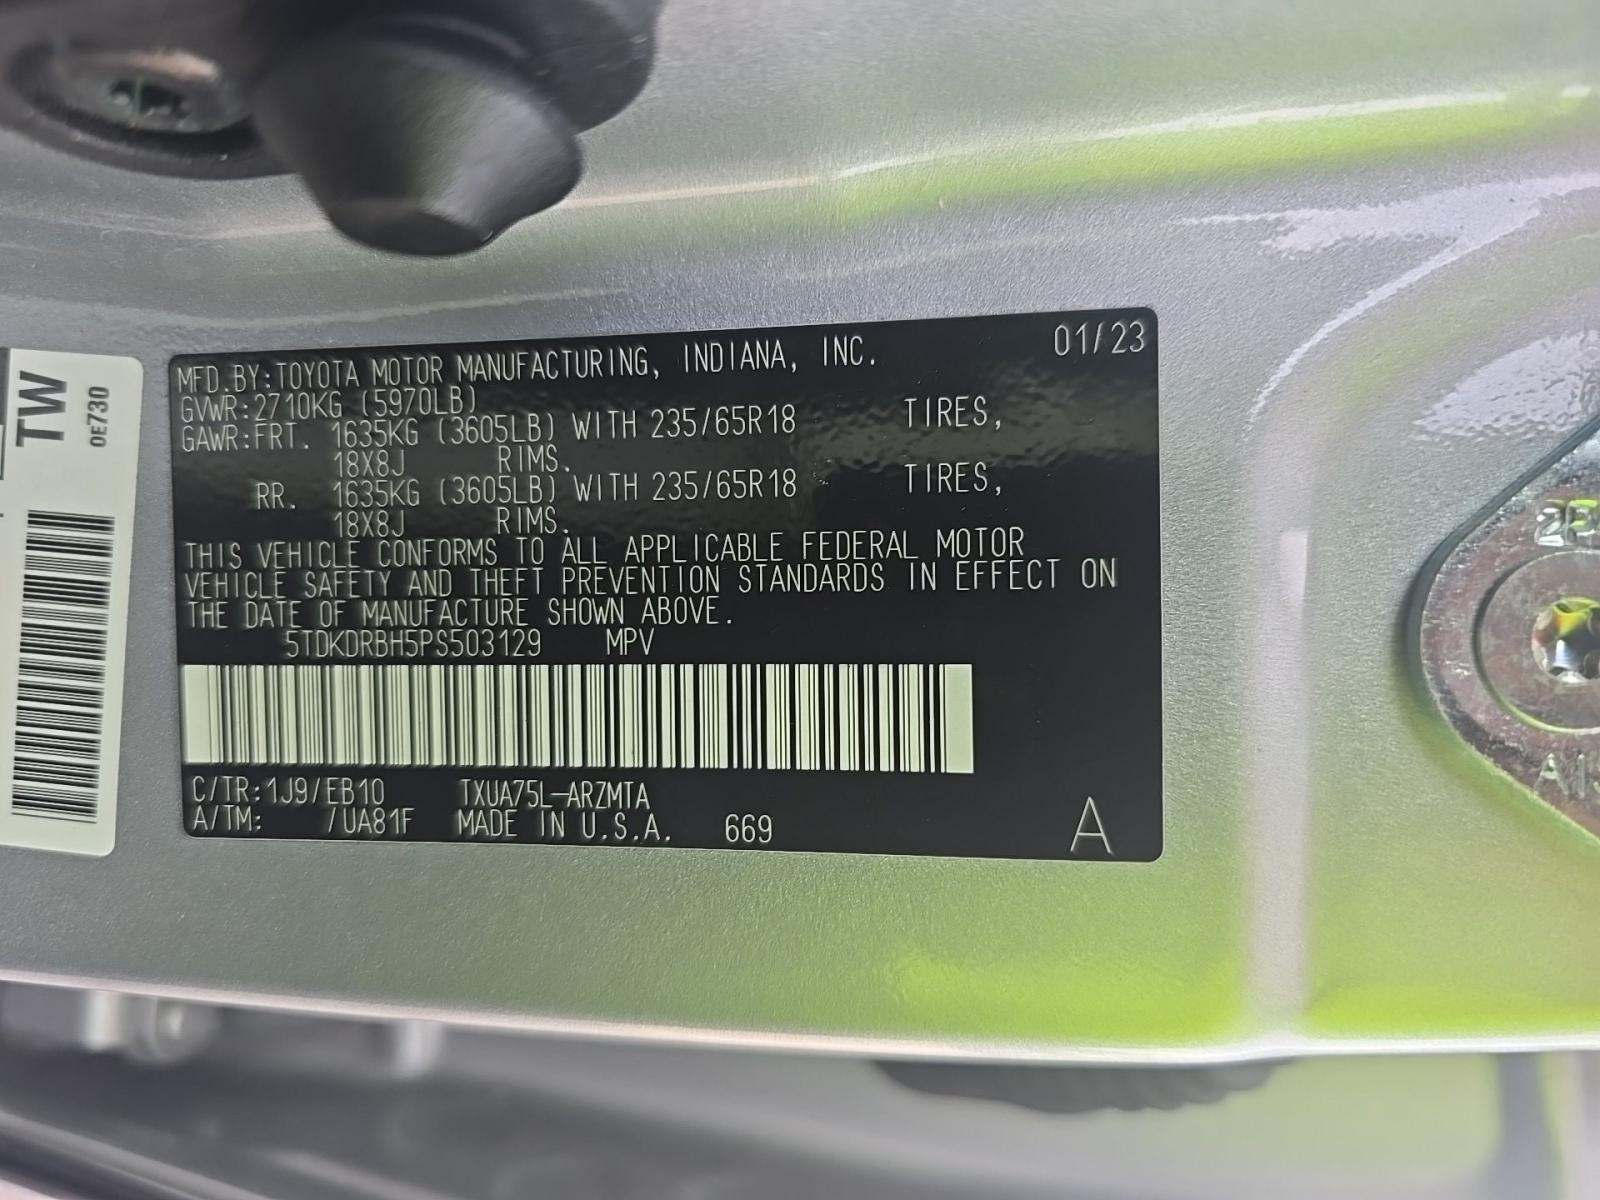 TW
0E730
MFD.BY:TOYOTA MOTOR MANUFACTURING, INDIANA, INC. 01/23
GVWR:2710KG (5970LB)
GAWR:FRT. 1635KG (3605LB) WITH 235/65R18 TIRES,
18X8J RIMS.
RR. 1635KG (3605LB) WITH 235/65R18 TIRES,
18X8J RIMS.
THIS VEHICLE CONFORMS TO ALL APPLICABLE FEDERAL MOTOR
VEHICLE SAFETY AND THEFT PREVENTION STANDARDS IN EFFECT ON
THE DATE OF MANUFACTURE SHOWN ABOVE.
5TDKDRBH5PS503129 MPV
C/TR:1J9/EB10 TXUA75L-ARZMTA
A/TM: /UA81F MADE IN U.S.A. 669 A